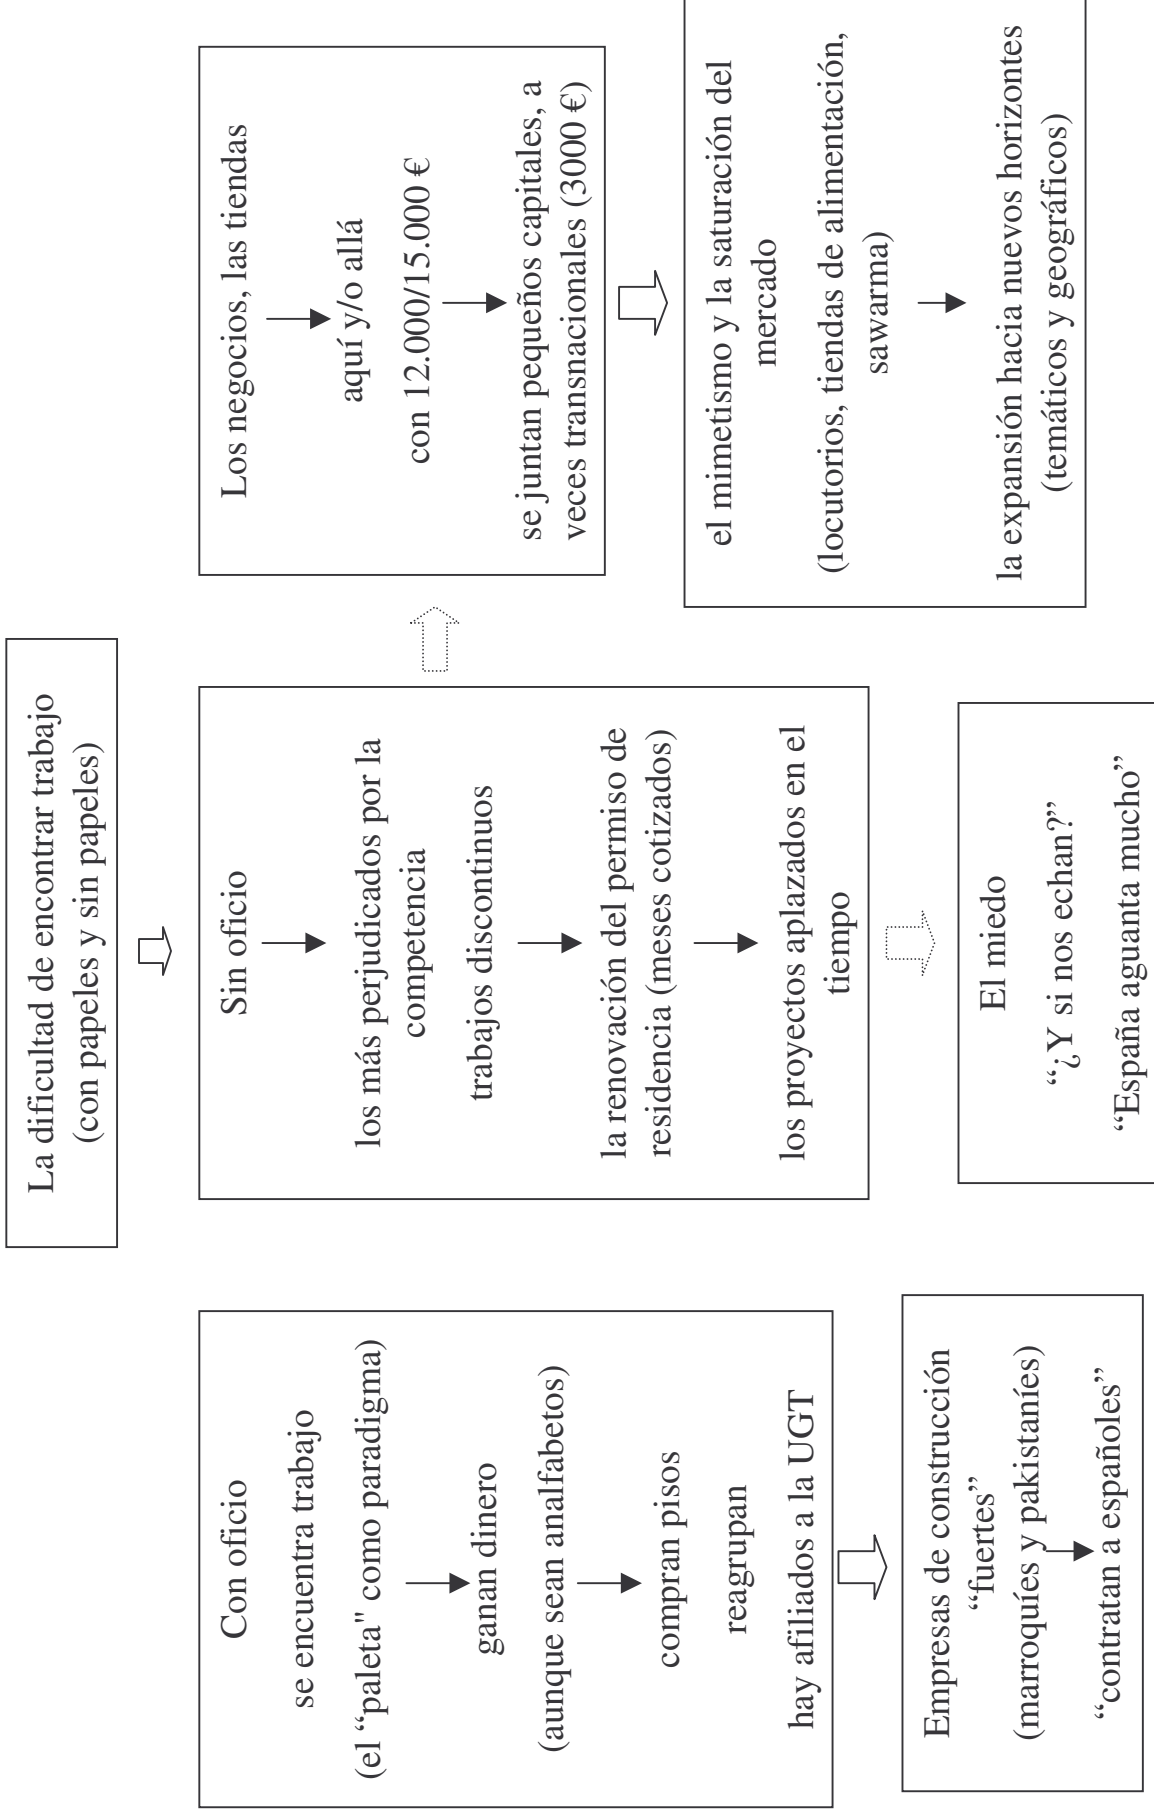 La dificultad de encontrar trabajo
(con papeles y sin papeles)
Con oficio
se encuentra trabajo
(el “paleta" como paradigma)
ganan dinero
(aunque sean analfabetos)
compran pisos
reagrupan
hay afiliados a la UGT
Empresas de construcción
“fuertes”
(marroquíes y pakistaníes)
“contratan a españoles”
Sin oficio
los más perjudicados por la
competencia
trabajos discontinuos
la renovación del permiso de
residencia (meses cotizados)
los proyectos aplazados en el
tiempo
El miedo
“¿Y si nos echan?”
“España aguanta mucho”
Los negocios, las tiendas
aquí y/o allá
con 12.000/15.000 €
se juntan pequeños capitales, a
veces transnacionales (3000 €)
el mimetismo y la saturación del
mercado
(locutorios, tiendas de alimentación,
sawarma)
la expansión hacia nuevos horizontes
(temáticos y geográficos)